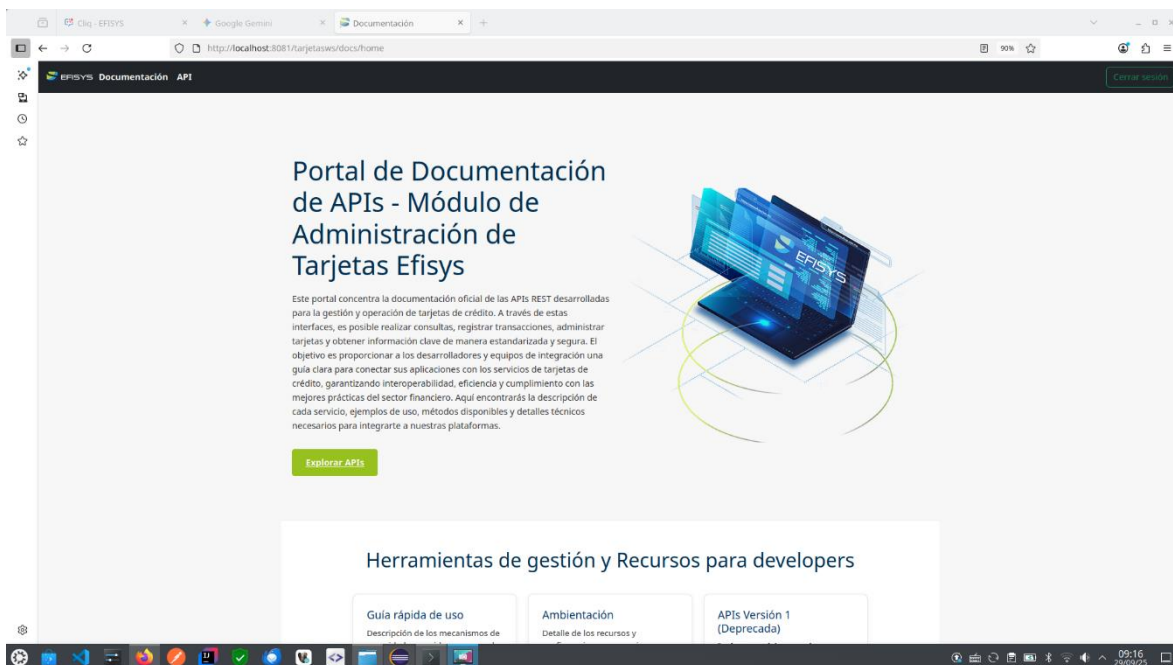 Cliq - EFISYS
Google Gemini
Documentación
http://localhost:8081/tarjetasws/docs/home
90%
EFISYS Documentación API
Cerrar sesión
Portal de Documentación
de APIs - Módulo de
Administración de
Tarjetas Efisys
Este portal concentra la documentación oficial de las APIs REST desarrolladas
para la gestión y operación de tarjetas de crédito. A través de estas
interfaces, es posible realizar consultas, registrar transacciones, administrar
tarjetas y obtener información clave de manera estandarizada y segura. El
objetivo es proporcionar a los desarrolladores y equipos de integración una
guía clara para conectar sus aplicaciones con los servicios de tarjetas de
crédito, garantizando interoperabilidad, eficiencia y cumplimiento con las
mejores prácticas del sector financiero. Aquí encontrarás la descripción de
cada servicio, ejemplos de uso, métodos disponibles y detalles técnicos
necesarios para integrarte a nuestras plataformas.
EFISYS
Explorar APIs
Herramientas de gestión y Recursos para developers
Guía rápida de uso
Descripción de los mecanismos de
Ambientación
Detalle de los recursos y
APIs Versión 1
(Deprecada)
09:16
29/09/25